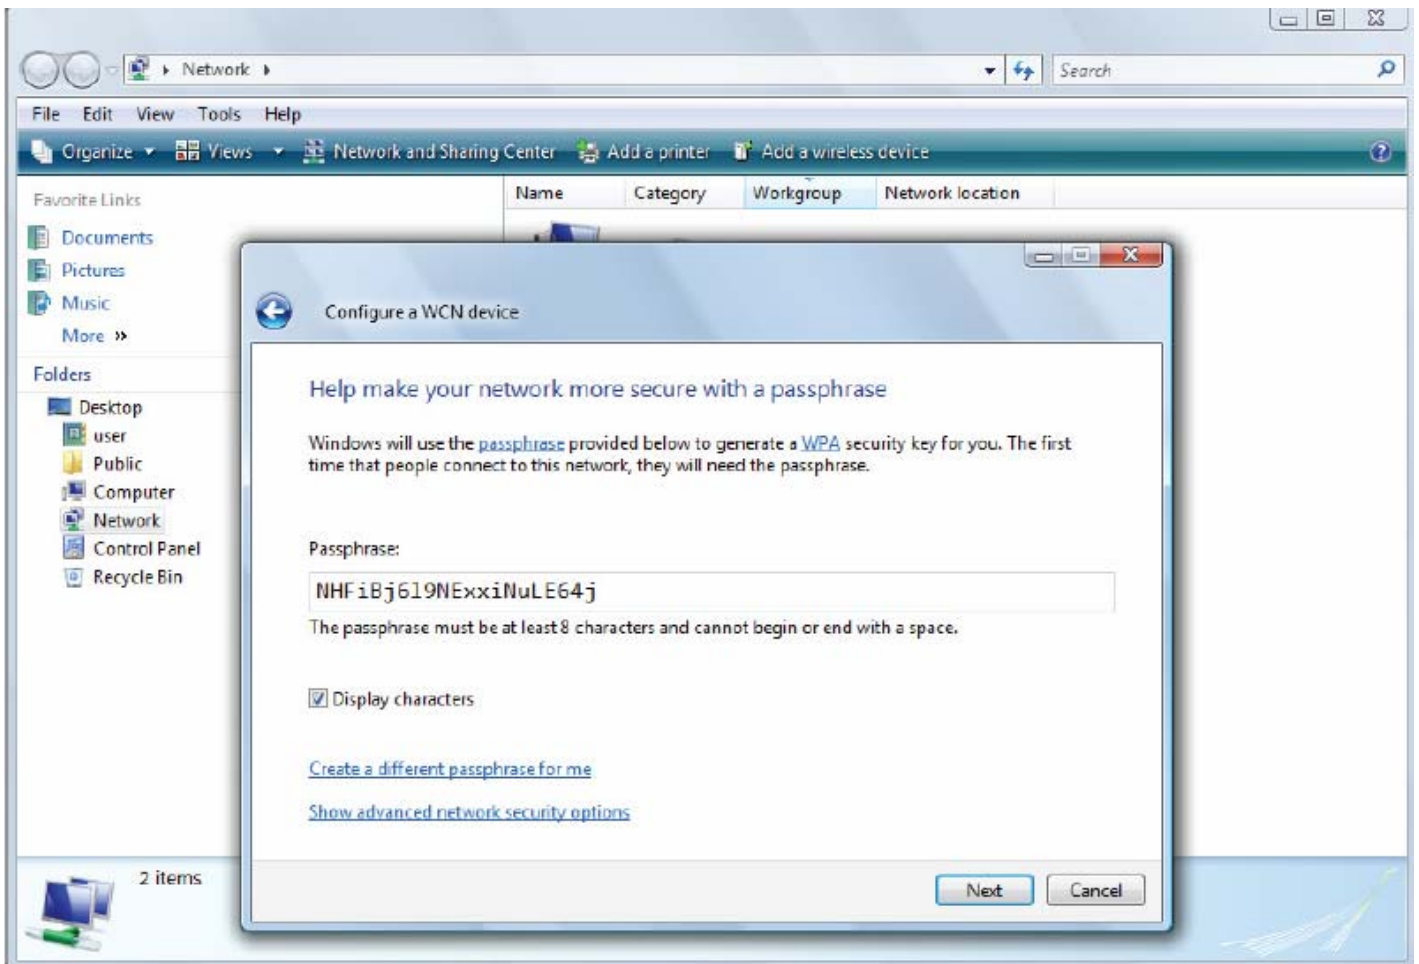 Network
Search
File Edit View Tools Help
Organize Views Network and Sharing Center Add a printer Add a wireless device
Favorite Links
Name Category Workgroup Network location
Documents
Pictures
Music
More »
Folders
Desktop
user
Public
Computer
Network
Control Panel
Recycle Bin
Configure a WCN device
Help make your network more secure with a passphrase
Windows will use the passphrase provided below to generate a WPA security key for you. The first
time that people connect to this network, they will need the passphrase.
Passphrase:
NHFiBj6l9NExxiNuLE64j
The passphrase must be at least 8 characters and cannot begin or end with a space.
Display characters
Create a different passphrase for me
Show advanced network security options
Next Cancel
2 items